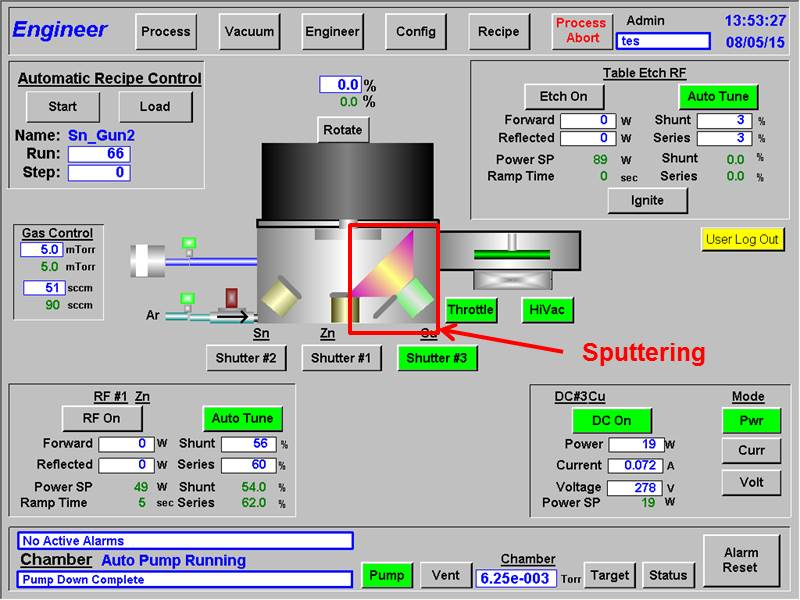 Engineer
Process
Vacuum
Engineer
Config
Recipe
Process
Abort
Admin
tes
13:53:27
08/05/15
Automatic Recipe Control
Start
Load
Name: Sn_Gun2
Run: 66
Step: 0
0.0 %
0.0 %
Rotate
Table Etch RF
Etch On
Auto Tune
Forward 0 W Shunt 3 %
Reflected 0 W Series 3 %
Power SP 89 W Shunt 0.0 %
Ramp Time 0 sec Series 0.0 %
Ignite
Gas Control
5.0 mTorr
5.0 mTorr
51 sccm
90 sccm
User Log Out
Ar
Throttle
HiVac
Sn
Zn
Cu
Shutter #2
Shutter #1
Shutter #3
Sputtering
RF #1 Zn
RF On
Auto Tune
Forward 0 W Shunt 56 %
Reflected 0 W Series 60 %
Power SP 49 W Shunt 54.0 %
Ramp Time 5 sec Series 62.0 %
DC#3Cu
Mode
DC On
Pwr
Power 19 W
Curr
Current 0.072 A
Voltage 278 V
Volt
Power SP 19 W
No Active Alarms
Chamber Auto Pump Running
Pump Down Complete
Pump
Vent
Chamber
6.25e-003 Torr
Target
Status
Alarm
Reset